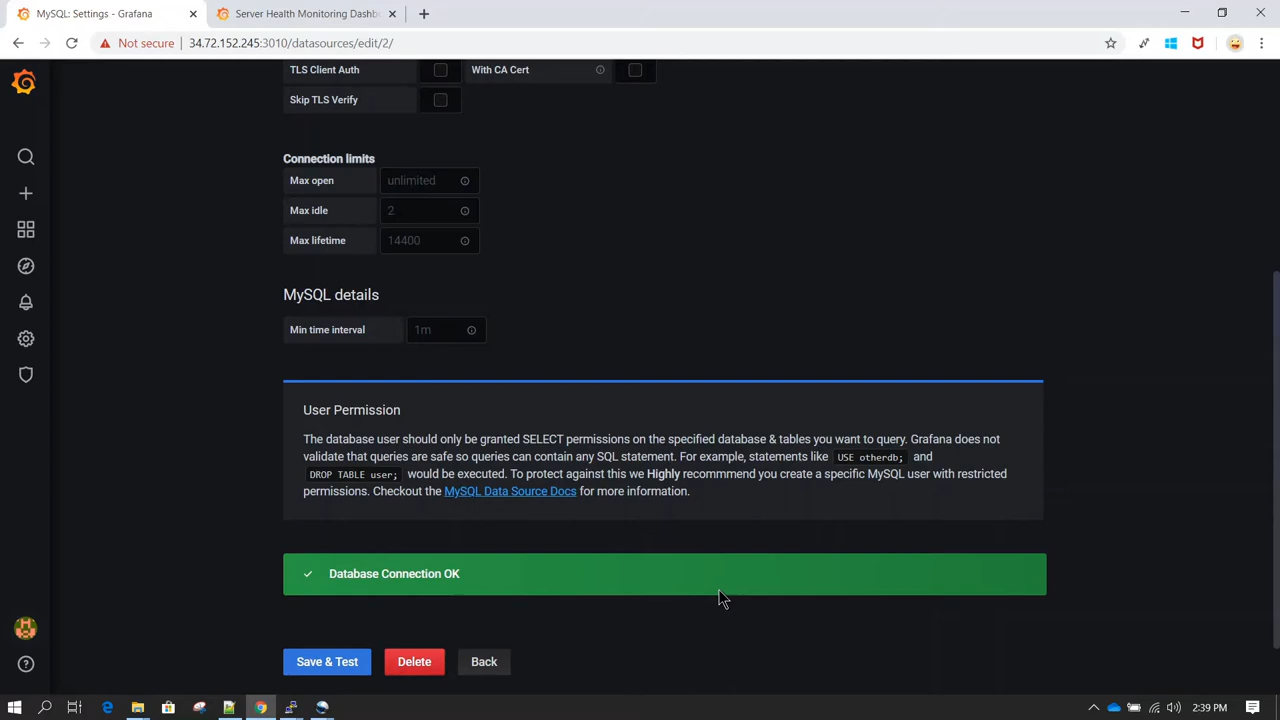 MySQL: Settings - Grafana
Server Health Monitoring Dashb
Not secure
34.72.152.245:3010/datasources/edit/2/
TLS Client Auth
With CA Cert
Skip TLS Verify
Connection limits
Max open
unlimited
Max idle
2
Max lifetime
14400
MySQL details
Min time interval
1m
User Permission
The database user should only be granted SELECT permissions on the specified database & tables you want to query. Grafana does not
validate that queries are safe so queries can contain any SQL statement. For example, statements like USE otherdb; and
DROP TABLE user; would be executed. To protect against this we Highly recommmend you create a specific MySQL user with restricted
permissions. Checkout the MySQL Data Source Docs for more information.
Database Connection OK
Save & Test
Delete
Back
2:39 PM